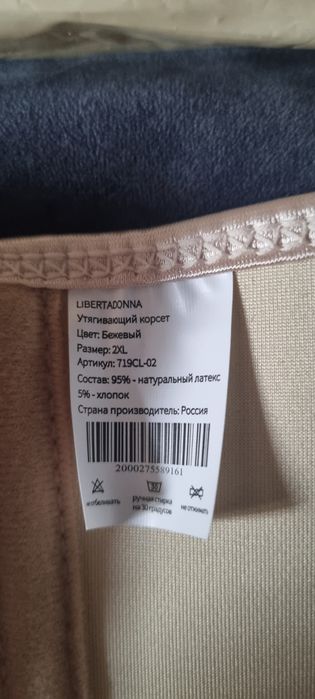 LIBERTADONNA
Утягивающий корсет
Цвет: Бежевый
Размер: 2XL
Артикул: 719CL-02
Состав: 95% - натуральный латекс
5% - хлопок
Страна производитель: Россия
2000275589161
30
не отбеливать
ручная стирка
на 30 градусов
не отжимать